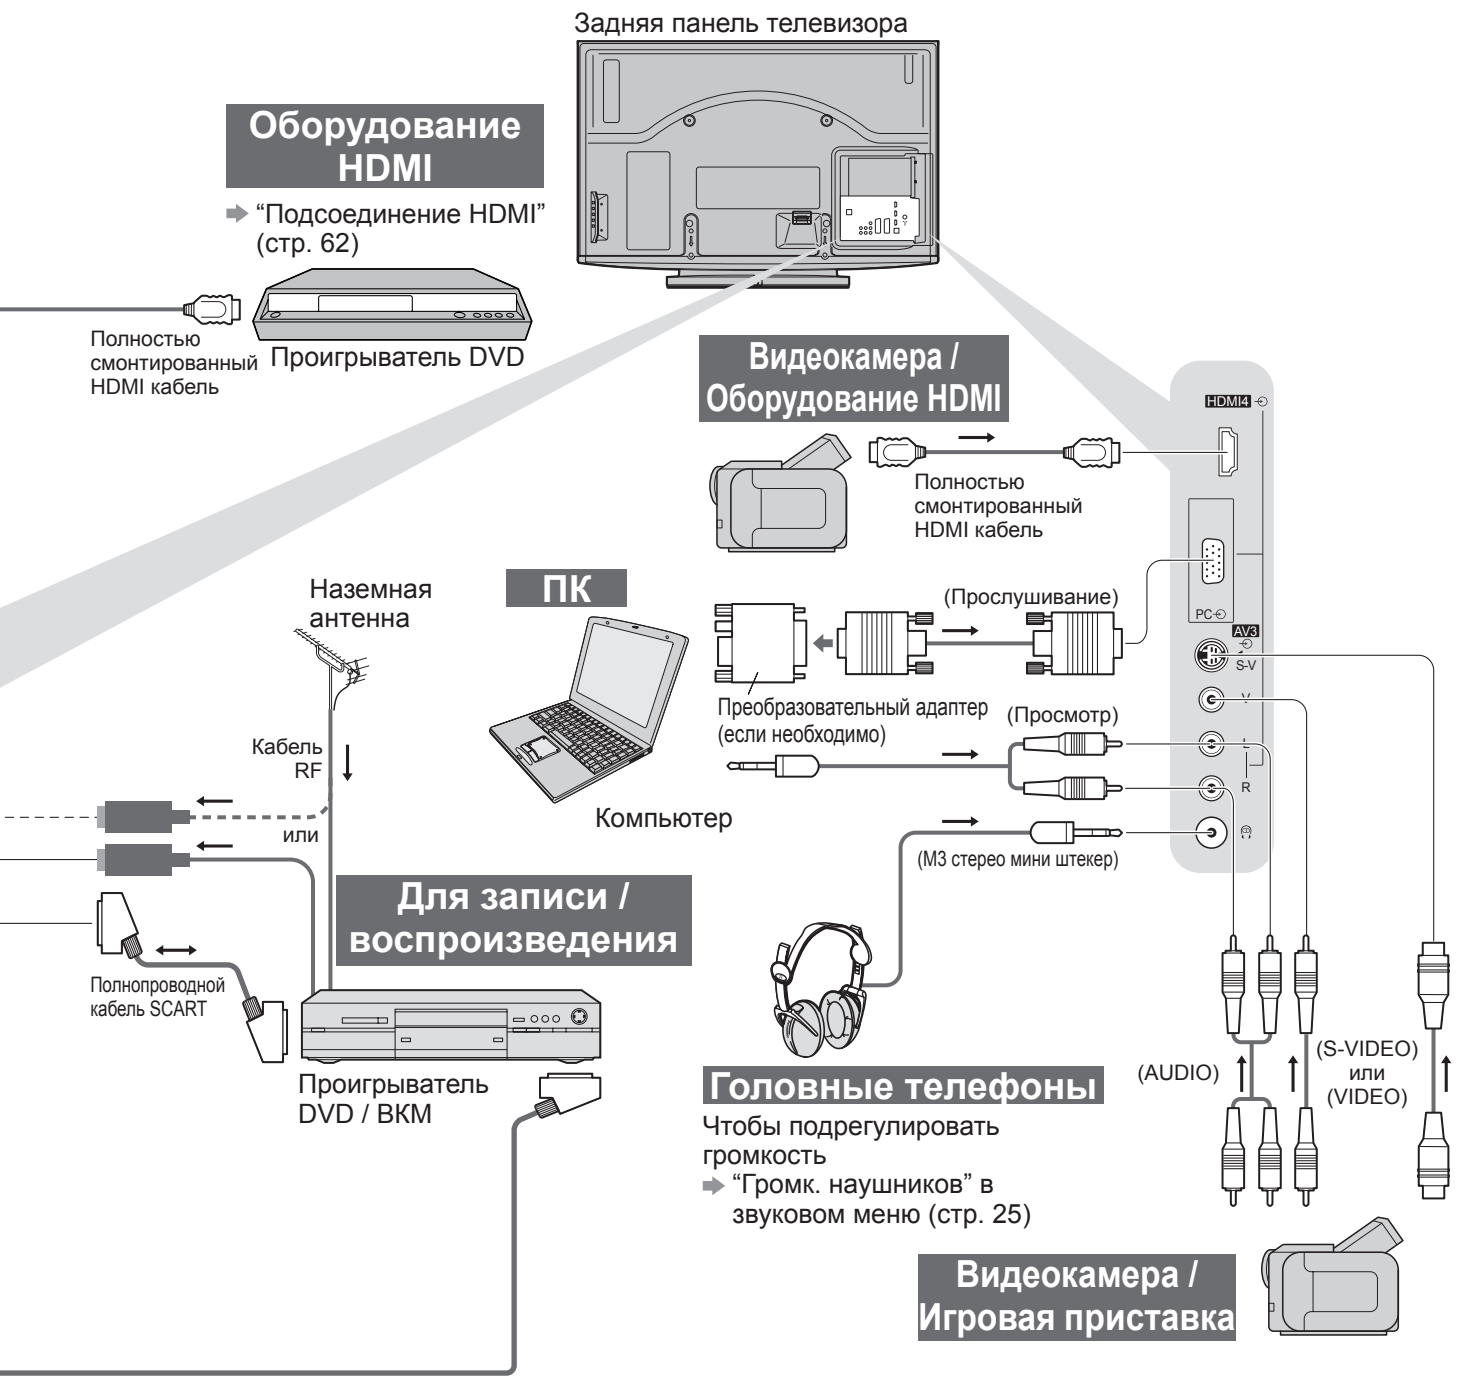 Задняя панель телевизора
Оборудование
HDMI
“Подсоединение HDMI”
(стр. 62)
Полностью
смонтированный
HDMI кабель
Проигрыватель DVD
Видеокамера /
Оборудование HDMI
HDMI4
Полностью
смонтированный
HDMI кабель
Наземная
антенна
ПК
(Прослушивание)
PC
AV3
S-V
Преобразовательный адаптер
(если необходимо)
(Просмотр)
V
Кабель
RF
L
R
Компьютер
или
(M3 стерео мини штекер)
Для записи /
воспроизведения
Полнопроводной
кабель SCART
Проигрыватель
DVD / ВКМ
(AUDIO)
(S-VIDEO)
или
(VIDEO)
Головные телефоны
Чтобы подрегулировать
громкость
“Громк. наушников” в
звуковом меню (стр. 25)
Видеокамера /
Игровая приставка